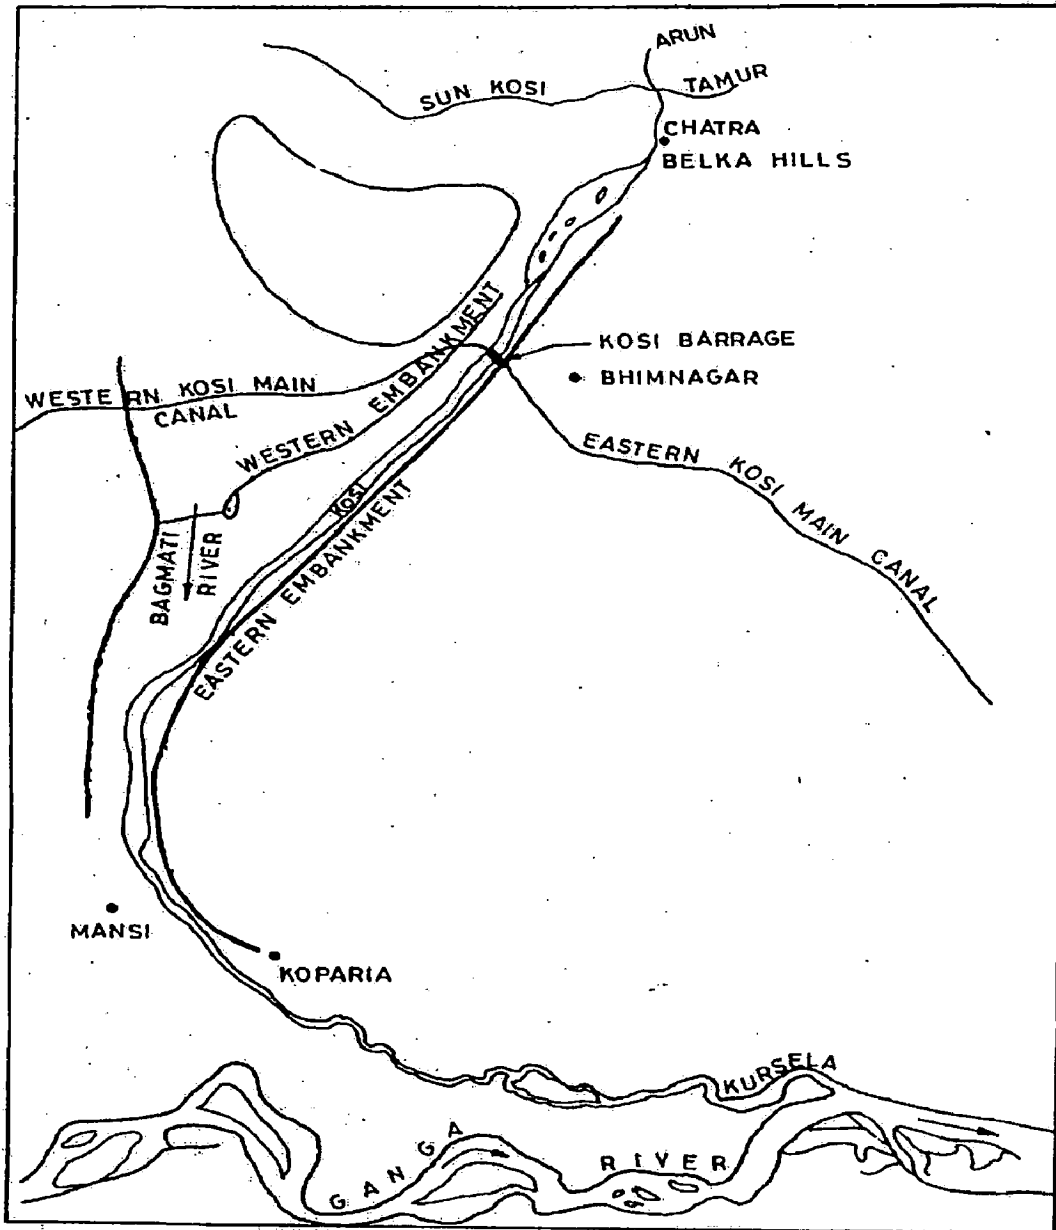 ARUN
SUN KOSI
TAMUR
CHATRA
BELKA HILLS
KOSI BARRAGE
BHIMNAGAR
WESTERN KOSI MAIN
CANAL
WESTERN EMBANKMENT
EASTERN KOSI MAIN CANAL
KOSI
EASTERN EMBANKMENT
BAGMATI
RIVER
MANSI
KOPARIA
KURSELA
GANGA RIVER